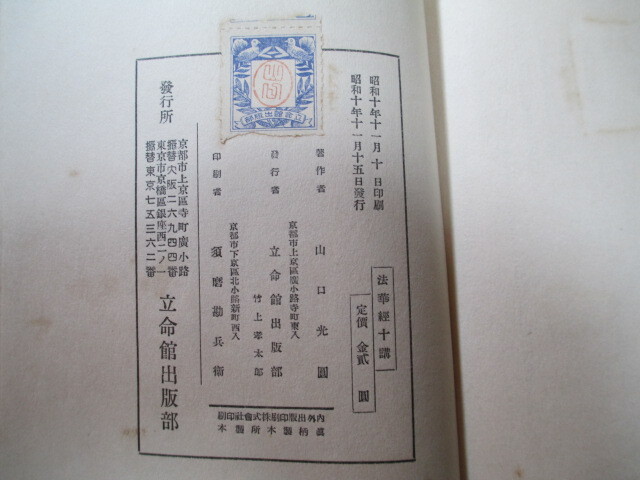 法華經十講
定價 金貳圓
昭和十年十一月十日印刷
昭和十年十一月十五日發行
著作者 山口光圓
京都市上京區廣小路寺町東入
發行者 立命館出版部
竹上孝太郎
京都市下京區北小路新町西入
印刷者 須磨勘兵衞
內外出版印刷株式會社印刷
製本所
製本
發行所
京都市上京區寺町廣小路
振替大阪二六九四四番
東京市京橋區銀座西二ノ一
振替東京七五三六二番
立命館出版部